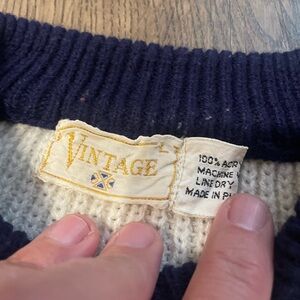 VINTAGE
100% ACRY
MACHINE
LINE DRY
MADE IN